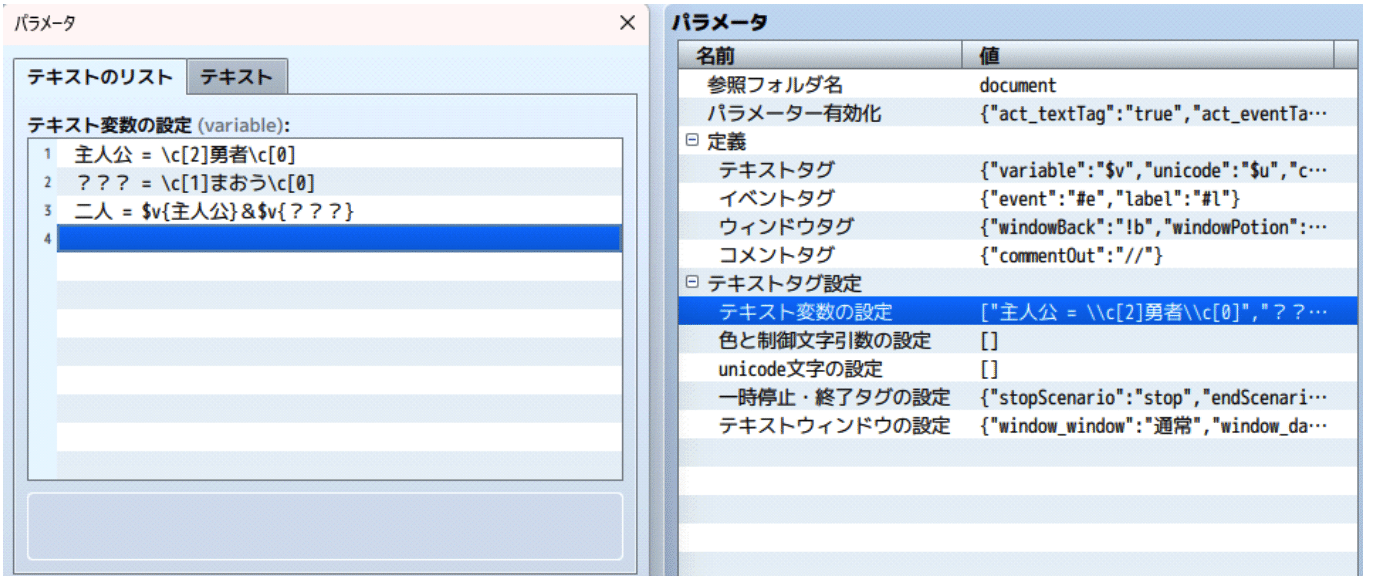 パラメータ
テキストのリスト テキスト
テキスト変数の設定 (variable):
1 主人公 = \c[2]勇者\c[0]
2 ？？？ = \c[1]まおう\c[0]
3 二人 = $v{主人公}＆$v{？？？}
4
パラメータ
名前 値
参照フォルダ名 document
パラメーター有効化 {"act_textTag":"true","act_eventTa…
定義
テキストタグ {"variable":"$v","unicode":"$u","c…
イベントタグ {"event":"#e","label":"#l"}
ウィンドウタグ {"windowBack":"!b","windowPotion":…
コメントタグ {"commentOut":"//"}
テキストタグ設定
テキスト変数の設定 ["主人公 = \\c[2]勇者\\c[0]","？？…
色と制御文字引数の設定 []
unicode文字の設定 []
一時停止・終了タグの設定 {"stopScenario":"stop","endScenari…
テキストウィンドウの設定 {"window_window":"通常","window_da…